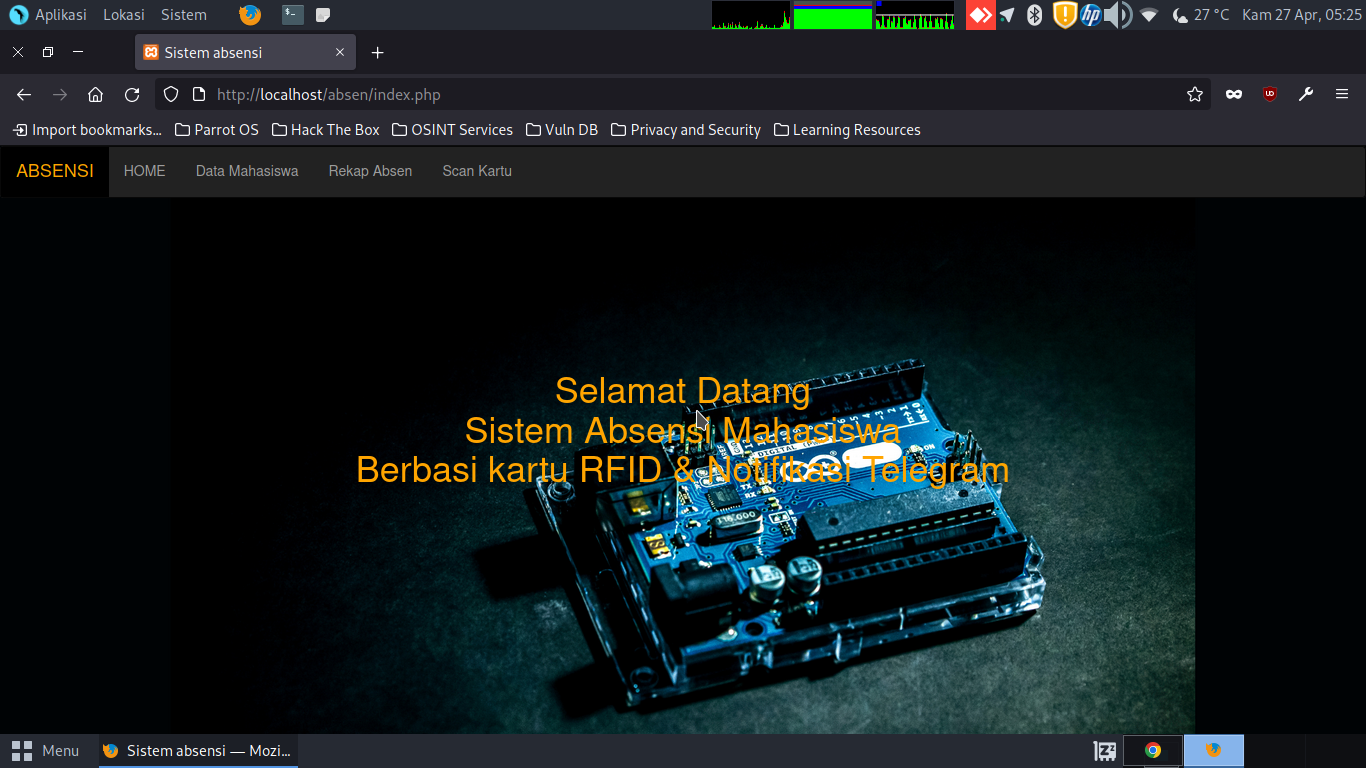 Aplikasi Lokasi Sistem 27 °C Kam 27 Apr, 05:25
Sistem absensi
http://localhost/absen/index.php
Import bookmarks... Parrot OS Hack The Box OSINT Services Vuln DB Privacy and Security Learning Resources
ABSENSI HOME Data Mahasiswa Rekap Absen Scan Kartu
Selamat Datang
Sistem Absensi Mahasiswa
Berbasi kartu RFID & Notifikasi Telegram
Menu Sistem absensi — Mozi...